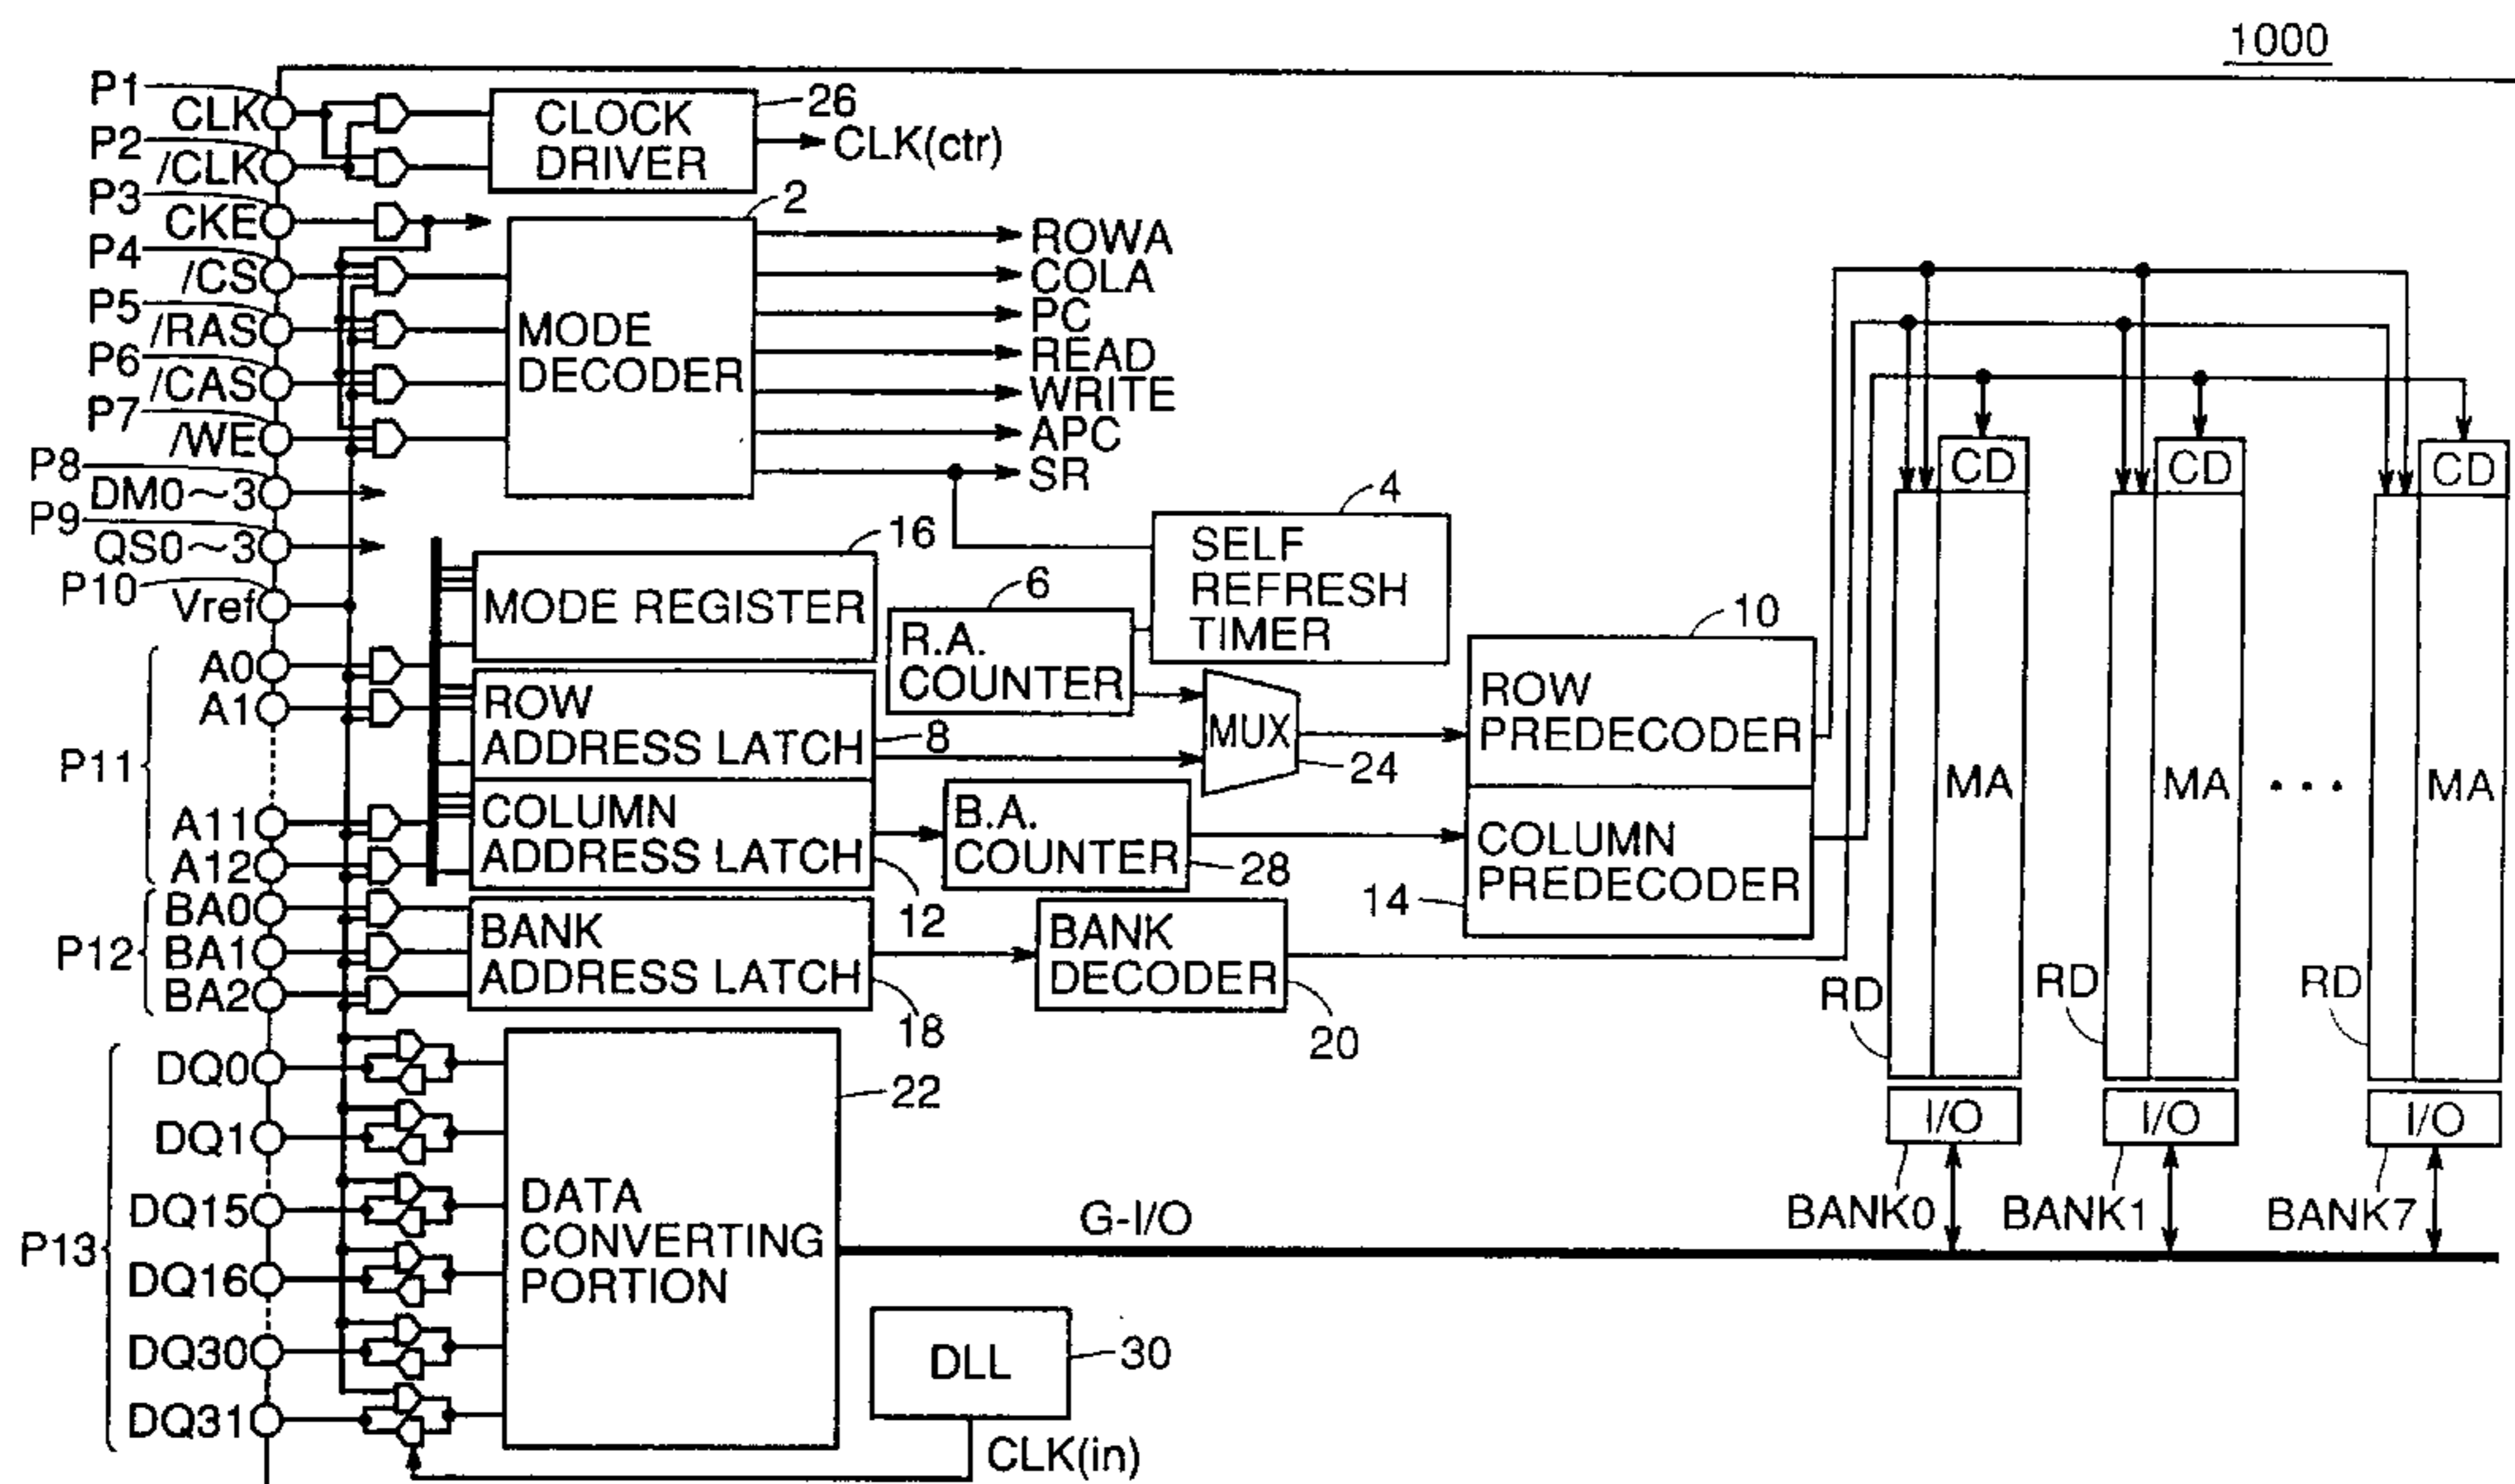 1000
P1
CLK
P2
/CLK
P3
CKE
P4
/CS
P5
/RAS
P6
/CAS
P7
/WE
P8
DM0～3
P9
QS0～3
P10
Vref
A0
A1
P11
A11
A12
BA0
P12
BA1
BA2
DQ0
DQ1
DQ15
P13
DQ16
DQ30
DQ31
CLOCK
DRIVER
26
CLK(ctr)
2
MODE
DECODER
ROWA
COLA
PC
READ
WRITE
APC
SR
4
SELF
REFRESH
TIMER
16
MODE REGISTER
6
R.A.
COUNTER
ROW
ADDRESS LATCH
8
MUX
24
10
ROW
PREDECODER
COLUMN
ADDRESS LATCH
12
B.A.
COUNTER
28
COLUMN
PREDECODER
14
BANK
ADDRESS LATCH
18
BANK
DECODER
20
22
DATA
CONVERTING
PORTION
G-I/O
DLL
30
CLK(in)
CD
CD
CD
MA
MA
• • •
MA
RD
RD
RD
I/O
I/O
I/O
BANK0
BANK1
BANK7